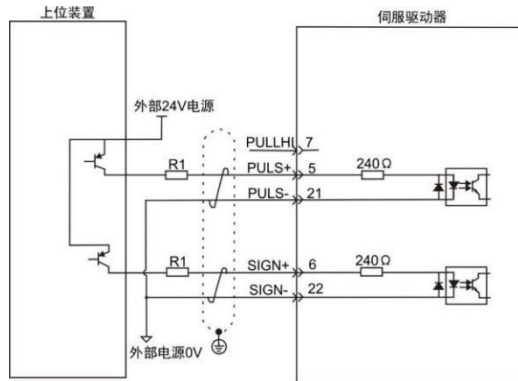 上位装置
伺服驱动器
外部24V电源
PULLHI 7
R1
PULS+ 5
240Ω
PULS- 21
R1
SIGN+ 6
240Ω
SIGN- 22
外部电源0V